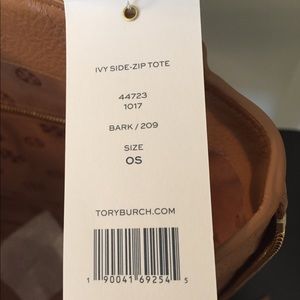 IVY SIDE-ZIP TOTE
44723
1017
BARK / 209
SIZE
OS
TORYBURCH.COM
1 90041 69254 5